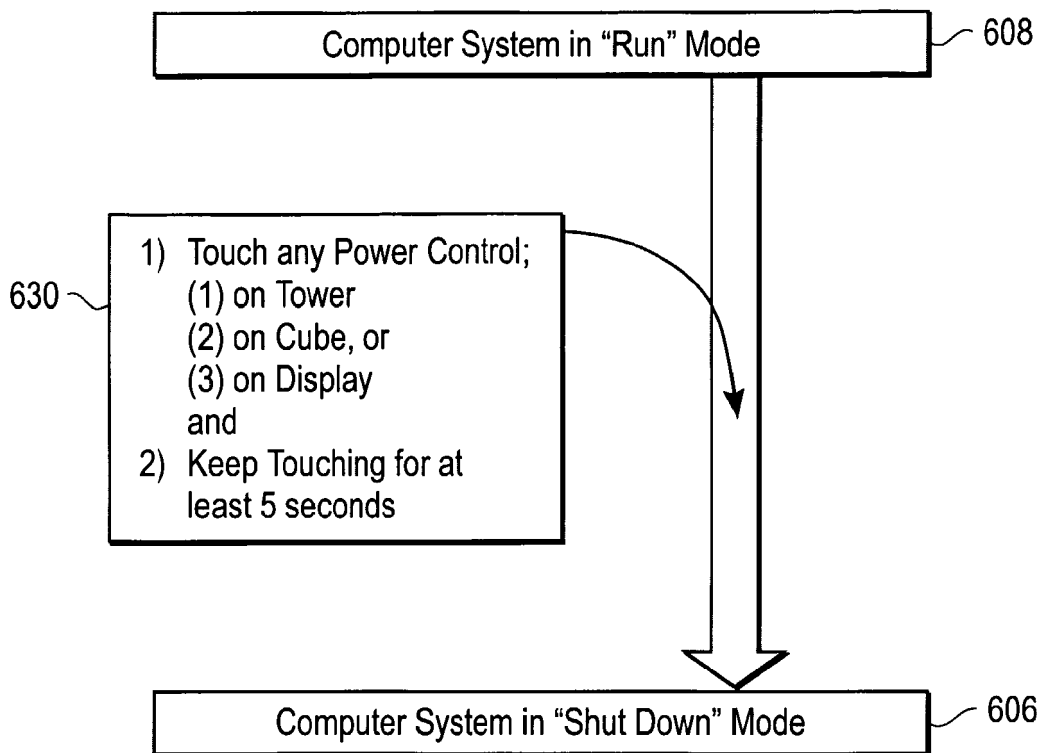 Computer System in “Run” Mode
608
630
1) Touch any Power Control;
(1) on Tower
(2) on Cube, or
(3) on Display
and
2) Keep Touching for at
least 5 seconds
Computer System in “Shut Down” Mode
606